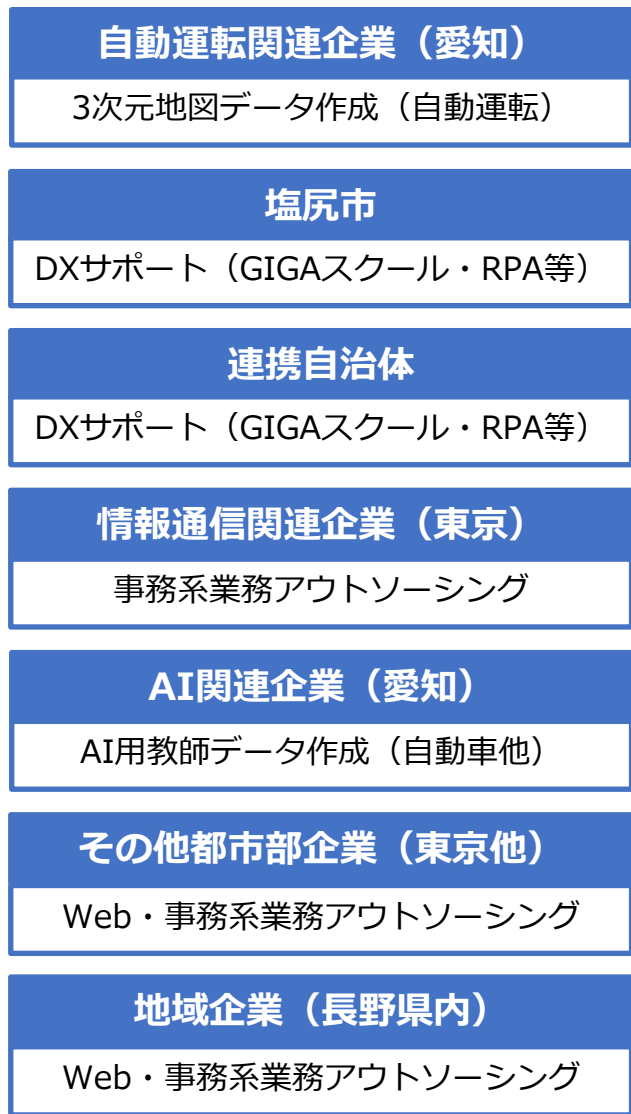 自動運転関連企業（愛知）
3次元地図データ作成（自動運転）
塩尻市
DXサポート（GIGAスクール・RPA等）
連携自治体
DXサポート（GIGAスクール・RPA等）
情報通信関連企業（東京）
事務系業務アウトソーシング
AI関連企業（愛知）
AI用教師データ作成（自動車他）
その他都市部企業（東京他）
Web・事務系業務アウトソーシング
地域企業（長野県内）
Web・事務系業務アウトソーシング